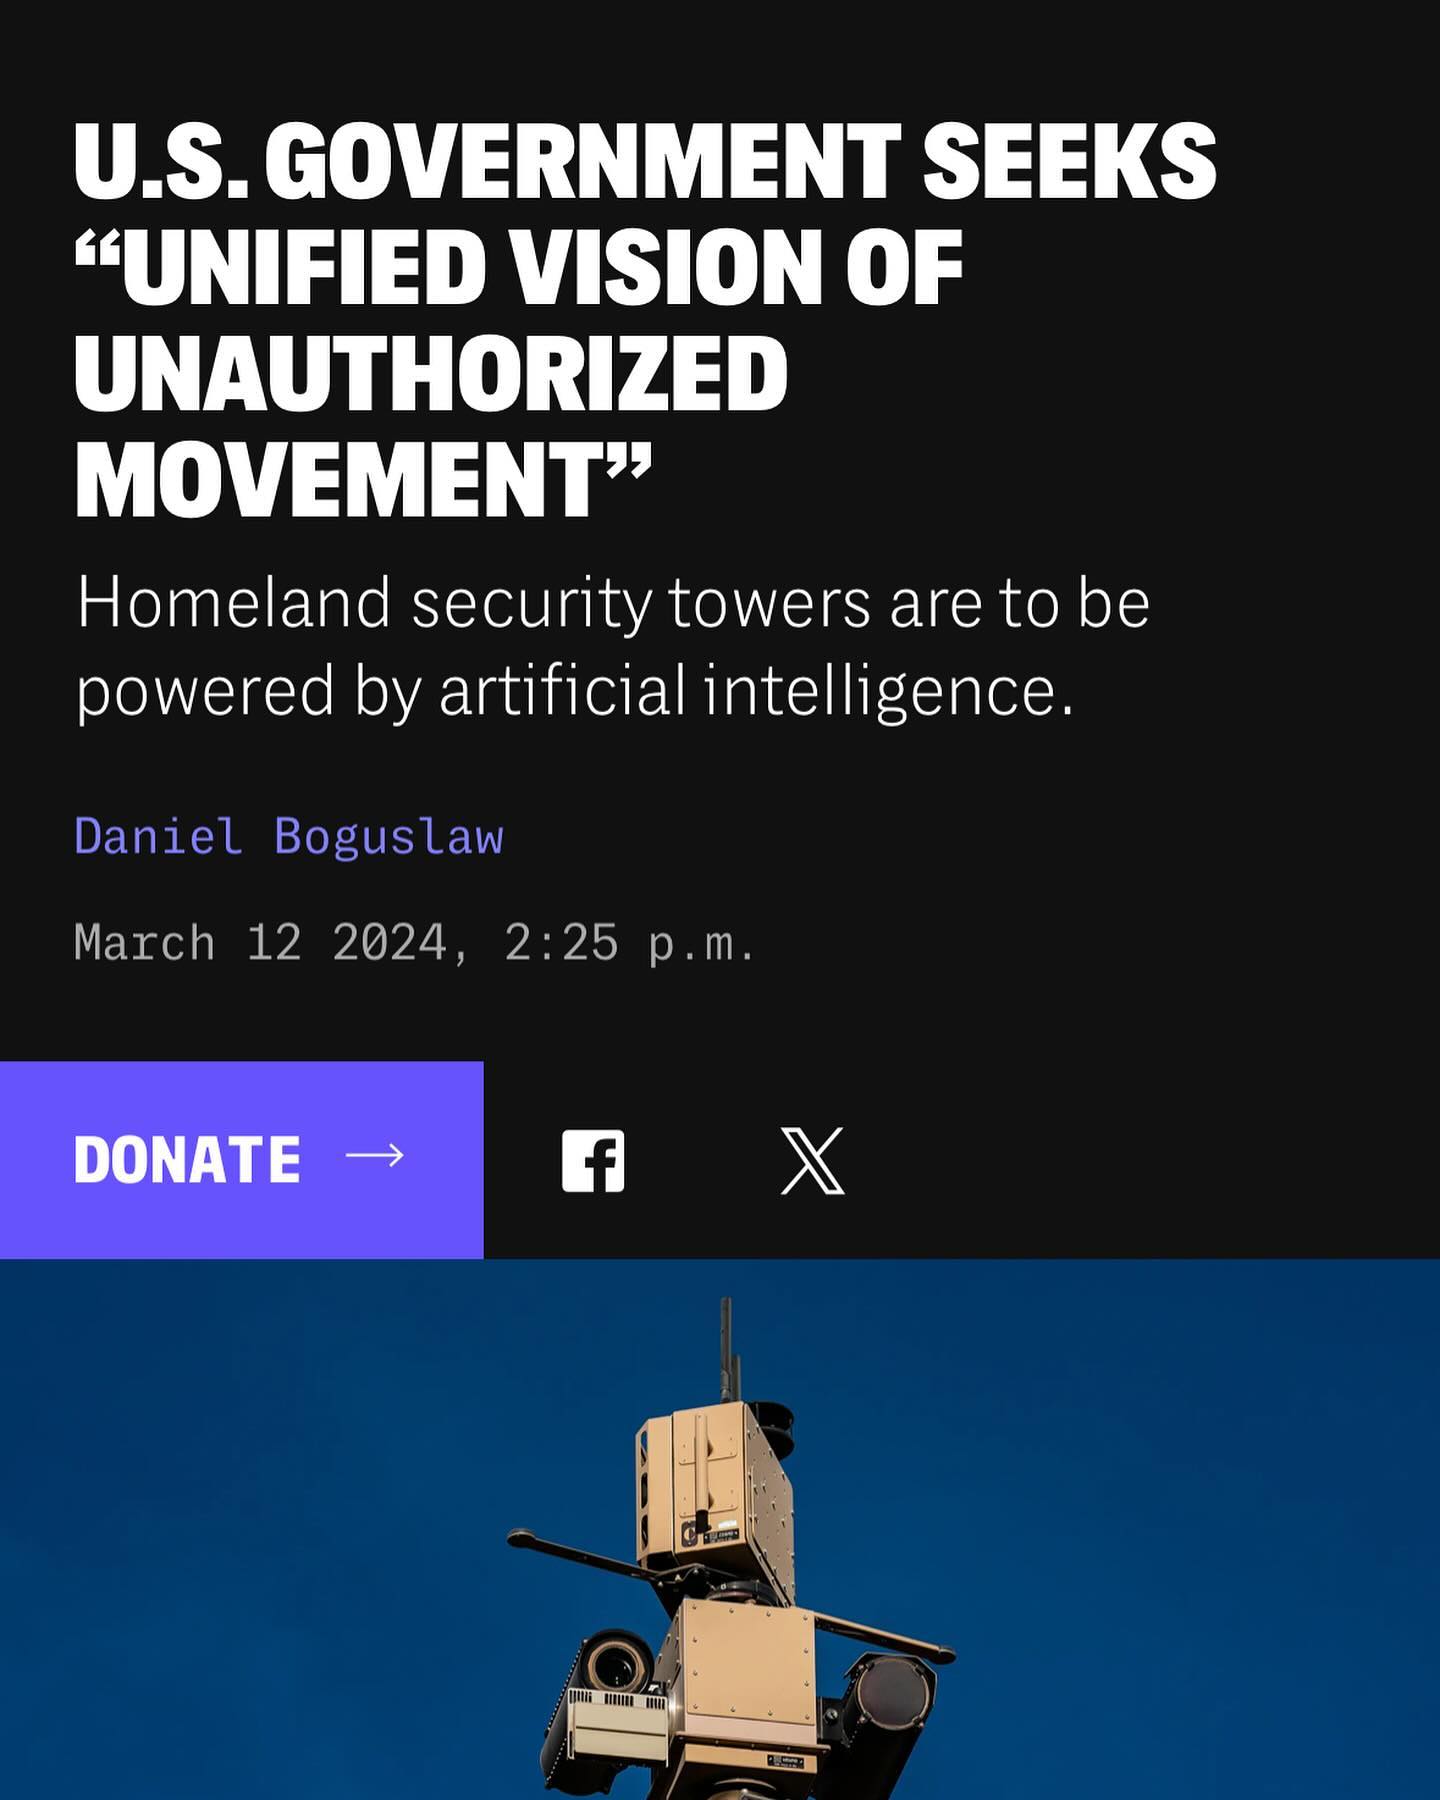 U.S. GOVERNMENT SEEKS
“UNIFIED VISION OF
UNAUTHORIZED
MOVEMENT”
Homeland security towers are to be
powered by artificial intelligence.
Daniel Boguslaw
March 12 2024, 2:25 p.m.
DONATE →